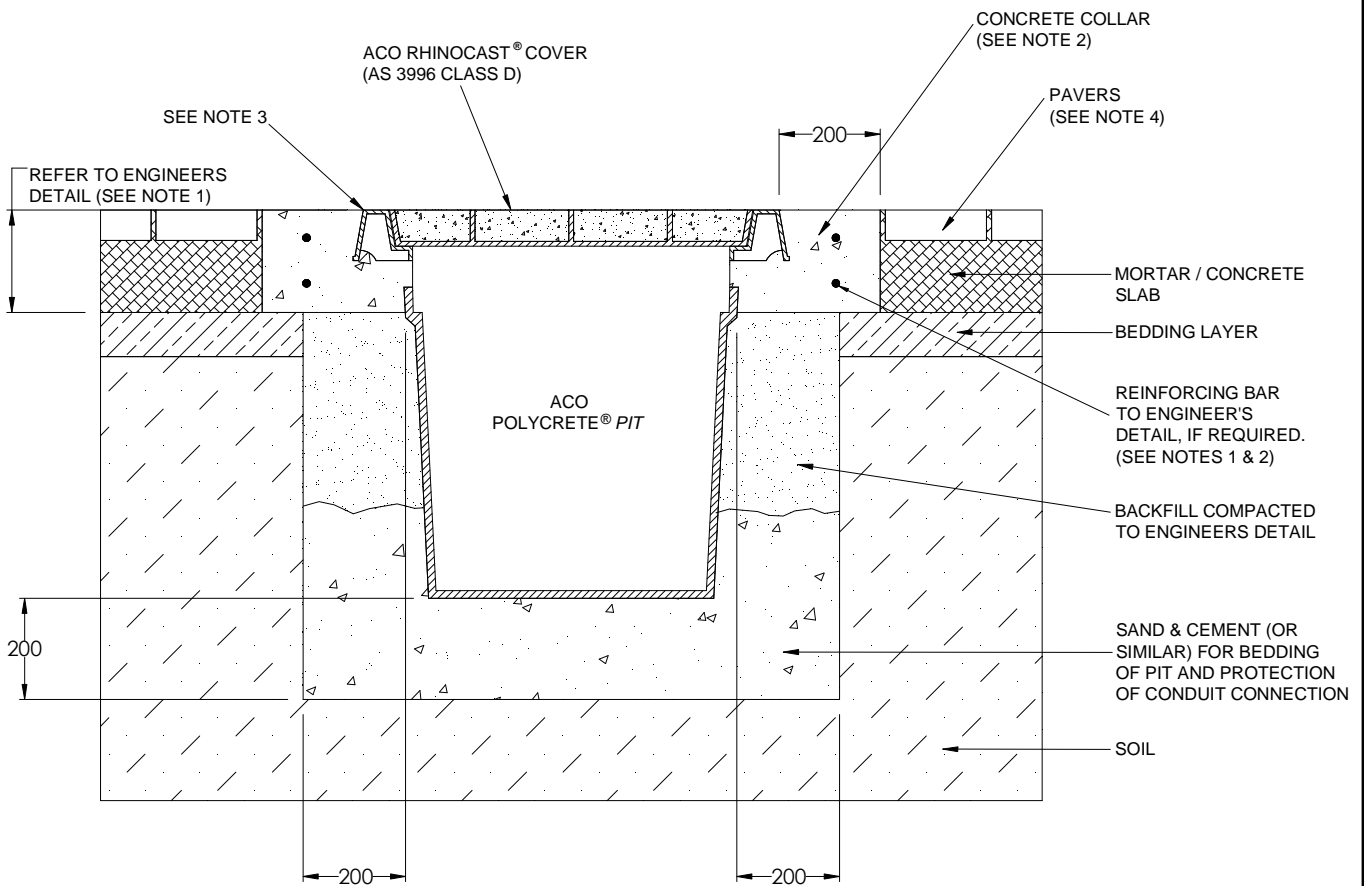 CONCRETE COLLAR
(SEE NOTE 2)
ACO RHINOCAST® COVER
(AS 3996 CLASS D)
PAVERS
(SEE NOTE 4)
SEE NOTE 3
200
REFER TO ENGINEERS
DETAIL (SEE NOTE 1)
MORTAR / CONCRETE
SLAB
BEDDING LAYER
ACO
POLYCRETE® PIT
REINFORCING BAR
TO ENGINEER'S
DETAIL, IF REQUIRED.
(SEE NOTES 1 & 2)
BACKFILL COMPACTED
TO ENGINEERS DETAIL
200
SAND & CEMENT (OR
SIMILAR) FOR BEDDING
OF PIT AND PROTECTION
OF CONDUIT CONNECTION
SOIL
200
200